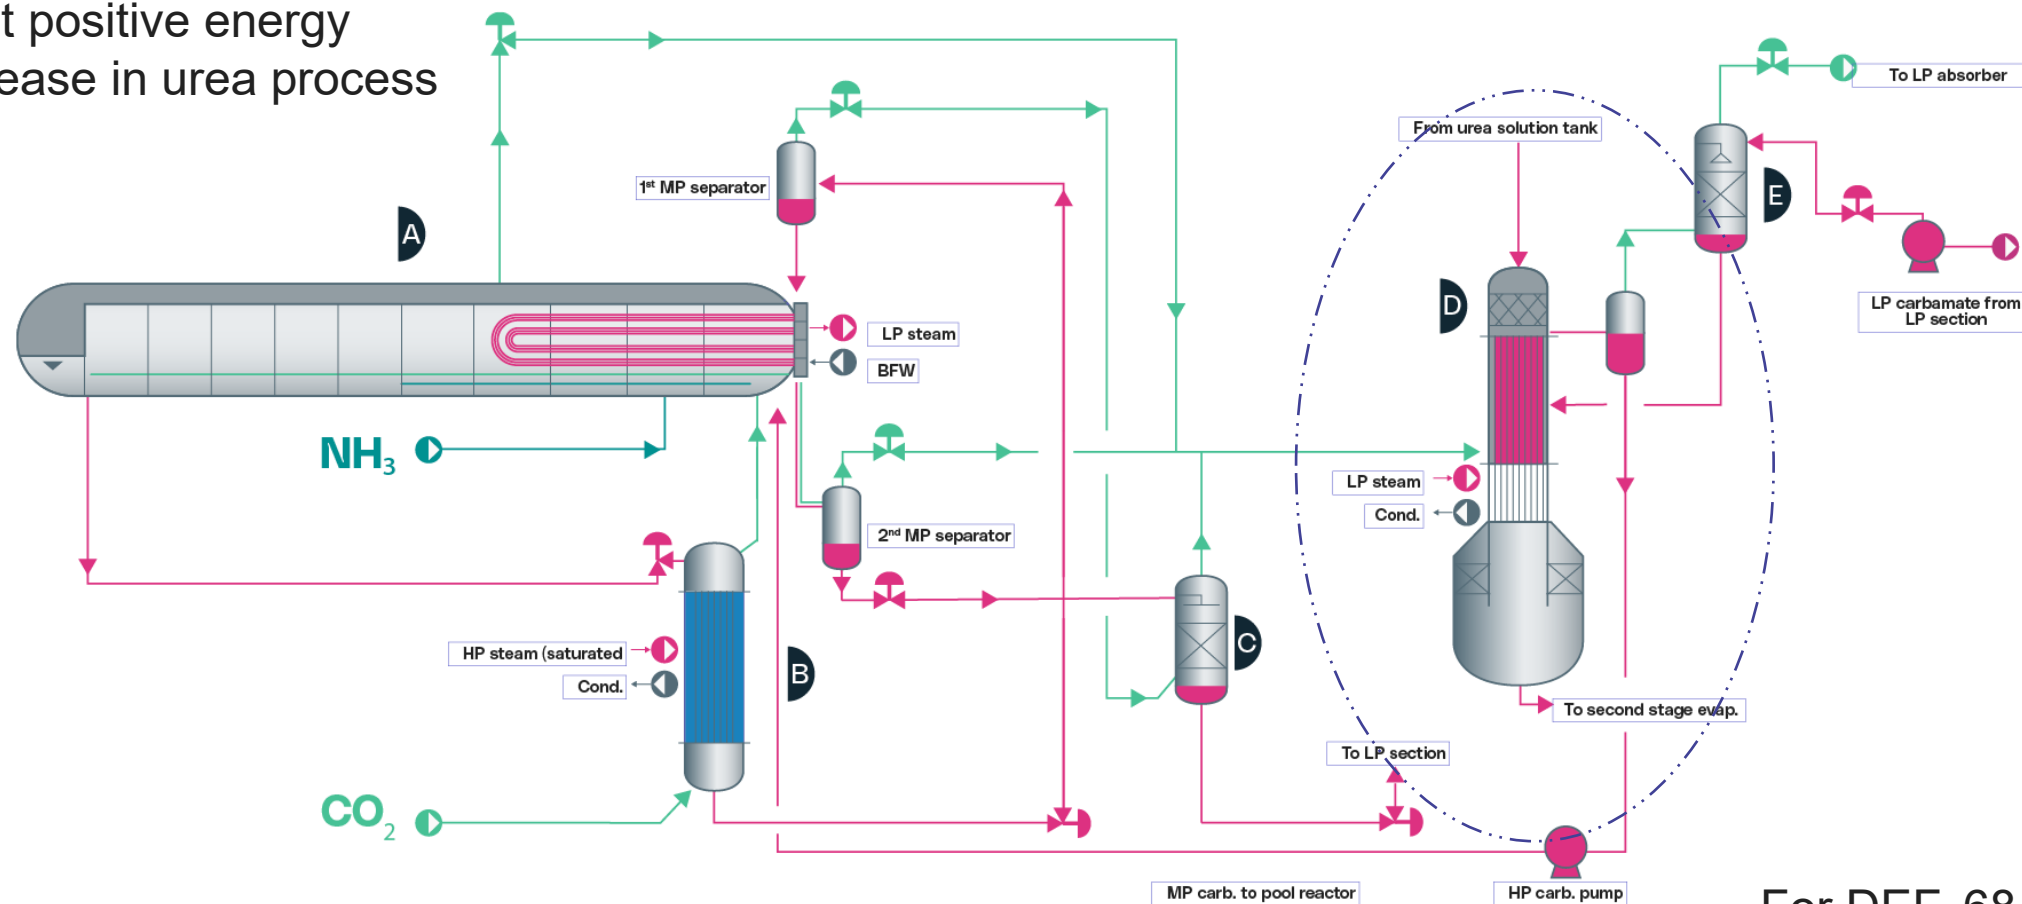 t positive energy
ease in urea process
To LP absorber
From urea solution tank
1st MP separator
E
A
D
LP carbamate from
LP section
LP steam
BFW
NH3
LP steam
Cond.
2nd MP separator
HP steam (saturated
Cond.
B
C
To second stage evap.
To LP section
CO2
MP carb. to pool reactor
HP carb. pump